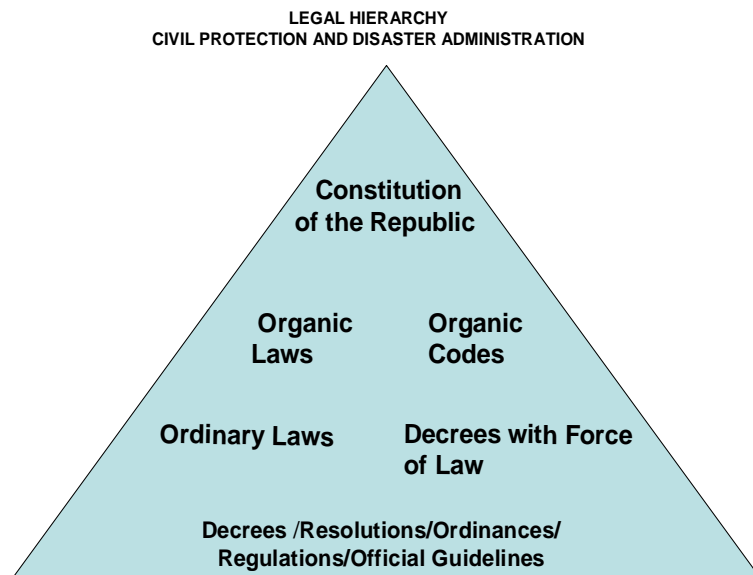 LEGAL HIERARCHY
CIVIL PROTECTION AND DISASTER ADMINISTRATION
Constitution
of the Republic
Organic
Laws
Organic
Codes
Ordinary Laws
Decrees with Force
of Law
Decrees /Resolutions/Ordinances/
Regulations/Official Guidelines